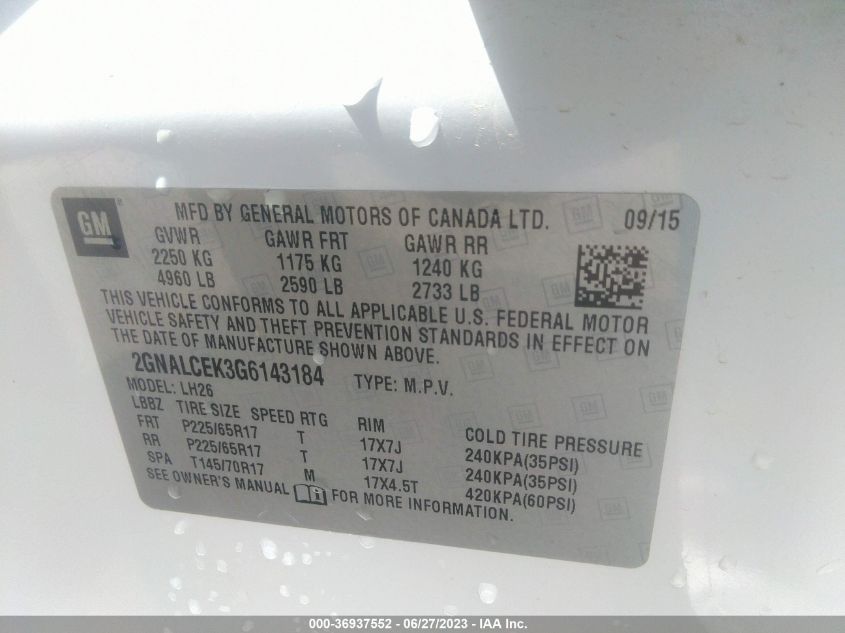 GM ®
MFD BY GENERAL MOTORS OF CANADA LTD. 09/15
GVWR GAWR FRT GAWR RR
2250 KG 1175 KG 1240 KG
4960 LB 2590 LB 2733 LB
THIS VEHICLE CONFORMS TO ALL APPLICABLE U.S. FEDERAL MOTOR
VEHICLE SAFETY AND THEFT PREVENTION STANDARDS IN EFFECT ON
THE DATE OF MANUFACTURE SHOWN ABOVE.
2GNALCEK3G6143184 TYPE: M.P.V.
MODEL: LH26
LBBZ TIRE SIZE SPEED RTG RIM COLD TIRE PRESSURE
FRT P225/65R17 T 17X7J 240KPA(35PSI)
RR P225/65R17 T 17X7J 240KPA(35PSI)
SPA T145/70R17 M 17X4.5T 420KPA(60PSI)
SEE OWNER'S MANUAL FOR MORE INFORMATION.
000-36937552 - 06/27/2023 - IAA Inc.